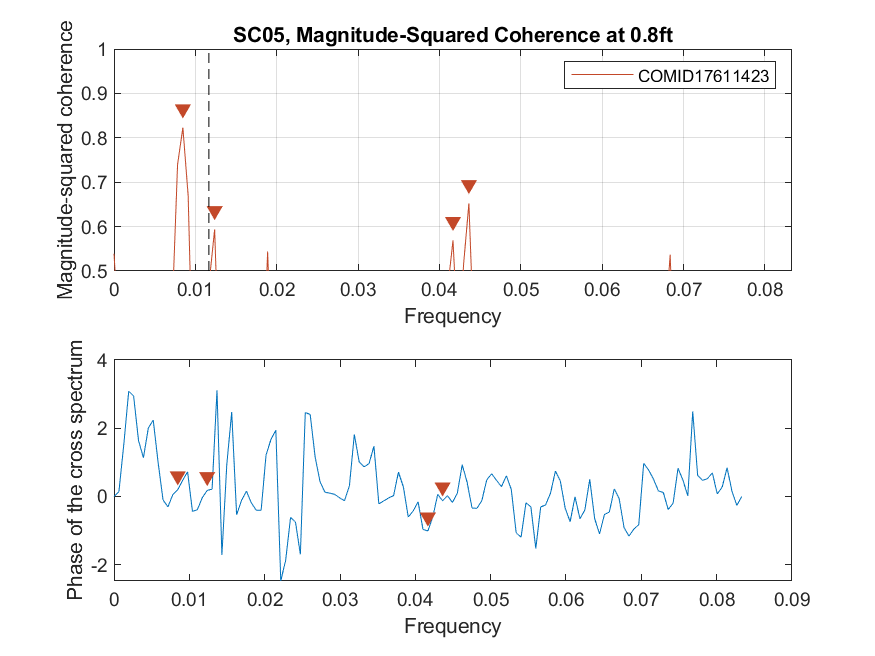 SC05, Magnitude-Squared Coherence at 0.8ft
Magnitude-squared coherence
1
0.9
0.8
0.7
0.6
0.5
COMID17611423
0 0.01 0.02 0.03 0.04 0.05 0.06 0.07 0.08
Frequency
Phase of the cross spectrum
4
2
0
-2
0 0.01 0.02 0.03 0.04 0.05 0.06 0.07 0.08 0.09
Frequency